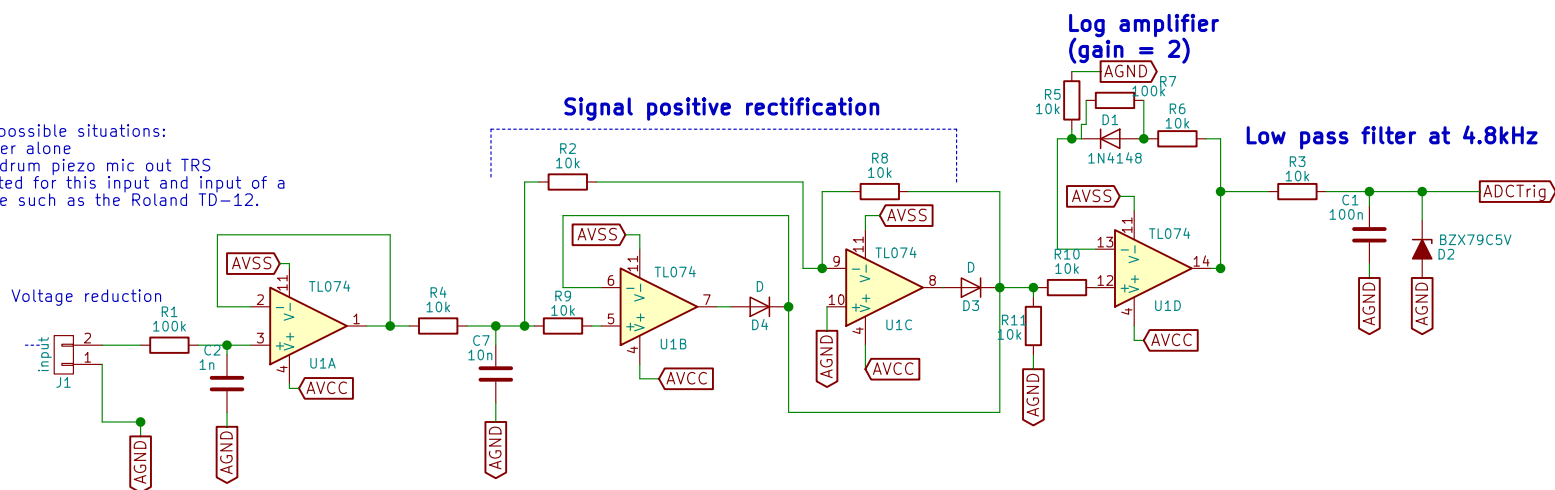 Log amplifier
(gain = 2)
Signal positive rectification
Low pass filter at 4.8kHz
possible situations:
er alone
drum piezo mic out TRS
ted for this input and input of a
e such as the Roland TD-12.
Voltage reduction
input
J1
2
1
AGND
R1
100k
C2
1n
AGND
AVSS
11
TL074
2
3
1
V-
V+
4
U1A
AVCC
R4
10k
C7
10n
AGND
R2
10k
R9
10k
AVSS
11
TL074
6
5
7
V-
V+
4
U1B
AVCC
D
D4
R8
10k
AVSS
11
TL074
9
10
8
V-
V+
4
U1C
AVCC
AGND
D
D3
R11
10k
AGND
R10
10k
R5
10k
AGND
R7
100k
D1
1N4148
R6
10k
AVSS
11
TL074
13
12
14
V-
V+
4
U1D
AVCC
R3
10k
C1
100n
AGND
BZX79C5V
D2
AGND
ADCTrig